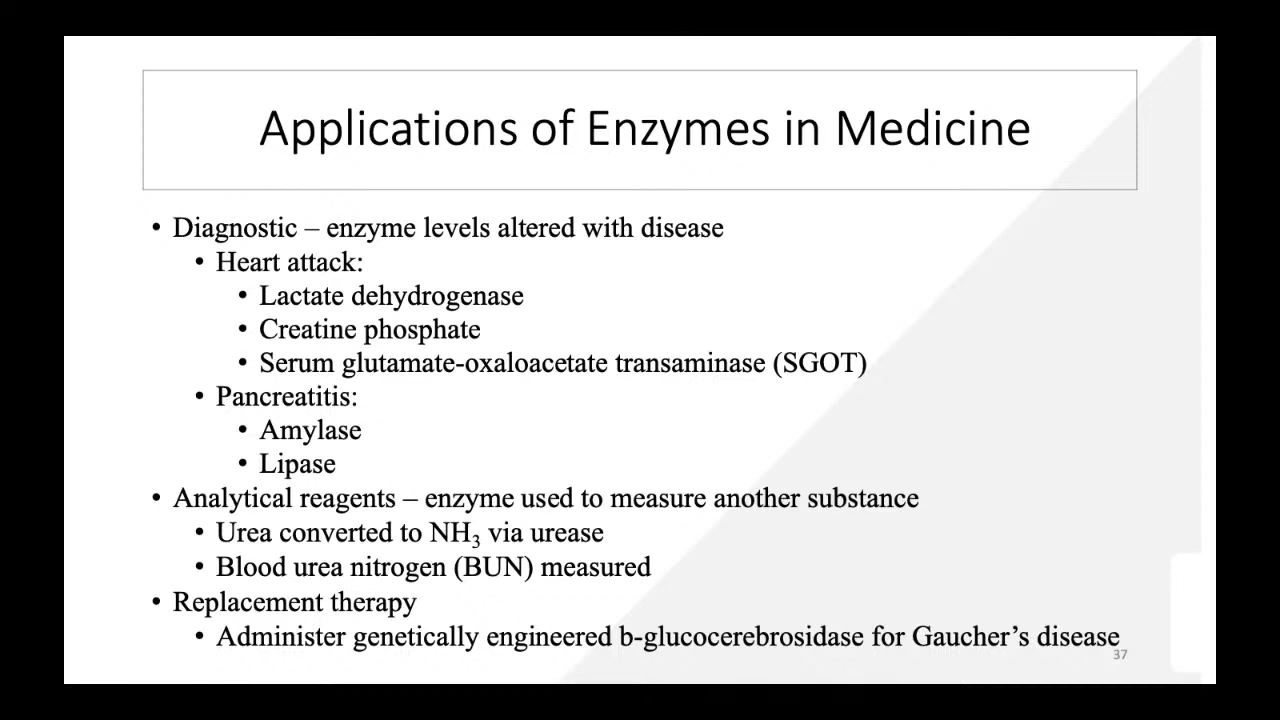 Applications of Enzymes in Medicine
• Diagnostic – enzyme levels altered with disease
• Heart attack:
• Lactate dehydrogenase
• Creatine phosphate
• Serum glutamate-oxaloacetate transaminase (SGOT)
• Pancreatitis:
• Amylase
• Lipase
• Analytical reagents – enzyme used to measure another substance
• Urea converted to NH₃ via urease
• Blood urea nitrogen (BUN) measured
• Replacement therapy
• Administer genetically engineered b-glucocerebrosidase for Gaucher’s disease
37